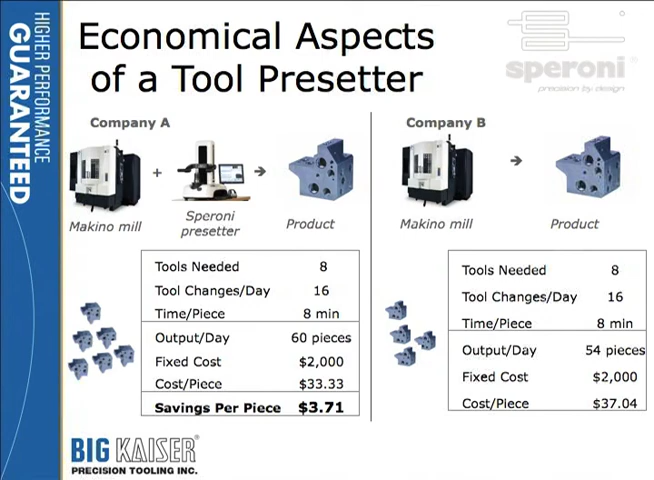 HIGHER PERFORMANCE
GUARANTEED
Economical Aspects
of a Tool Presetter
speroni
precision by design
Company A
Makino mill
+
Speroni
presetter
Product
Tools Needed 8
Tool Changes/Day 16
Time/Piece 8 min
Output/Day 60 pieces
Fixed Cost $2,000
Cost/Piece $33.33
Savings Per Piece $3.71
Company B
Makino mill
Product
Tools Needed 8
Tool Changes/Day 16
Time/Piece 8 min
Output/Day 54 pieces
Fixed Cost $2,000
Cost/Piece $37.04
BIG KAISER®
PRECISION TOOLING INC.